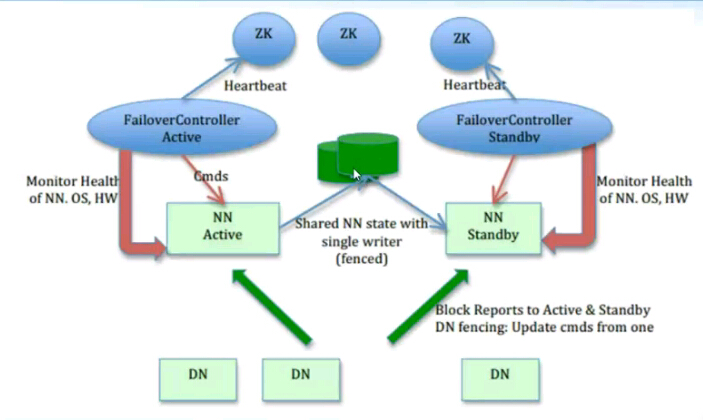 ZK
ZK
ZK
Heartbeat
Heartbeat
FailoverController
Active
FailoverController
Standby
Monitor Health
of NN. OS, HW
Cmds
Monitor Health
of NN. OS, HW
NN
Active
Shared NN state with
single writer
(fenced)
NN
Standby
Block Reports to Active & Standby
DN fencing: Update cmds from one
DN
DN
DN